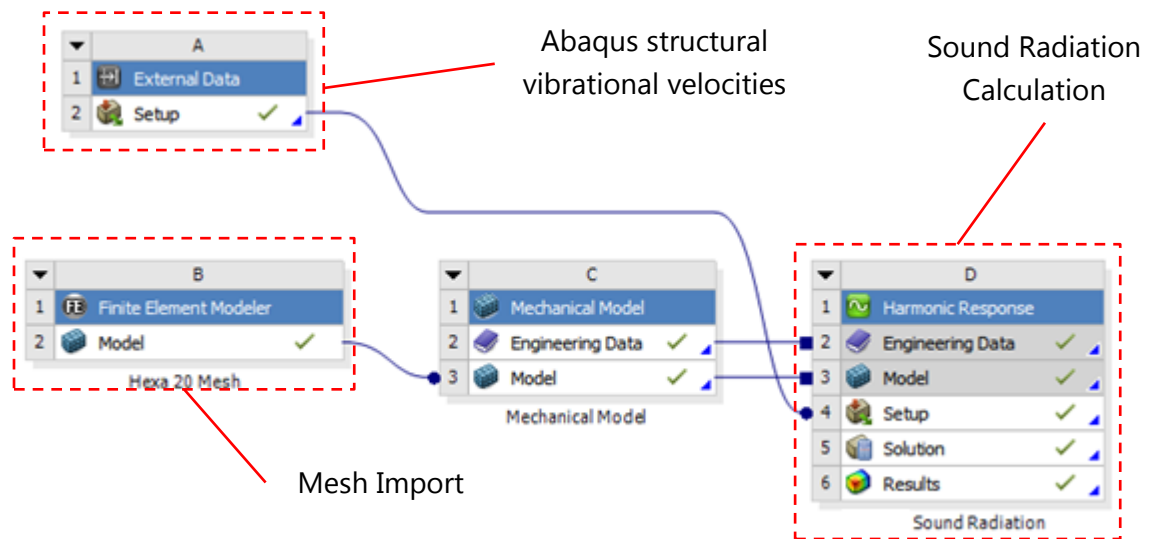 A
1 External Data
2 Setup
Abaqus structural
vibrational velocities
Sound Radiation
Calculation
B
1 FE Finite Element Modeler
2 Model
Hexa 20 Mesh
C
1 Mechanical Model
2 Engineering Data
3 Model
Mechanical Model
D
1 Harmonic Response
2 Engineering Data
3 Model
4 Setup
5 Solution
6 Results
Sound Radiation
Mesh Import